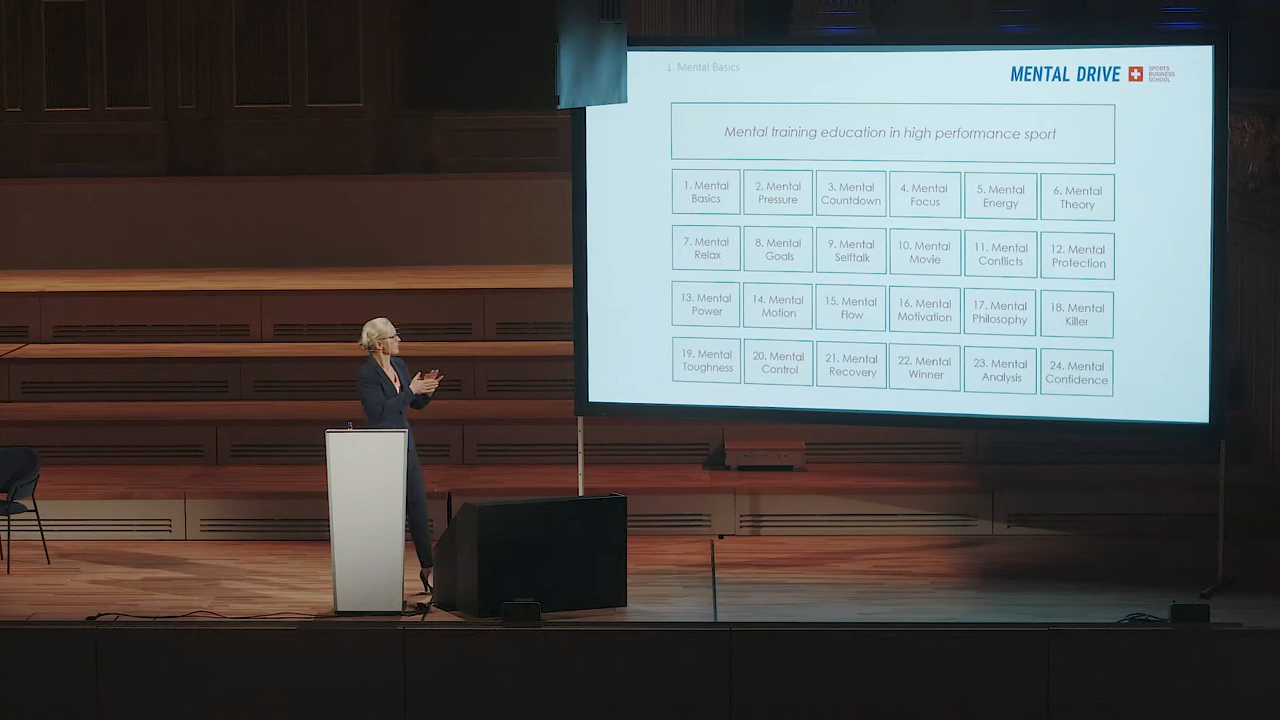 1. Mental Basics
MENTAL DRIVE
SPORTS
BUSINESS
SCHOOL
Mental training education in high performance sport
1. Mental
Basics
2. Mental
Pressure
3. Mental
Countdown
4. Mental
Focus
5. Mental
Energy
6. Mental
Theory
7. Mental
Relax
8. Mental
Goals
9. Mental
Selftalk
10. Mental
Movie
11. Mental
Conflicts
12. Mental
Protection
13. Mental
Power
14. Mental
Motion
15. Mental
Flow
16. Mental
Motivation
17. Mental
Philosophy
18. Mental
Killer
19. Mental
Toughness
20. Mental
Control
21. Mental
Recovery
22. Mental
Winner
23. Mental
Analysis
24. Mental
Confidence